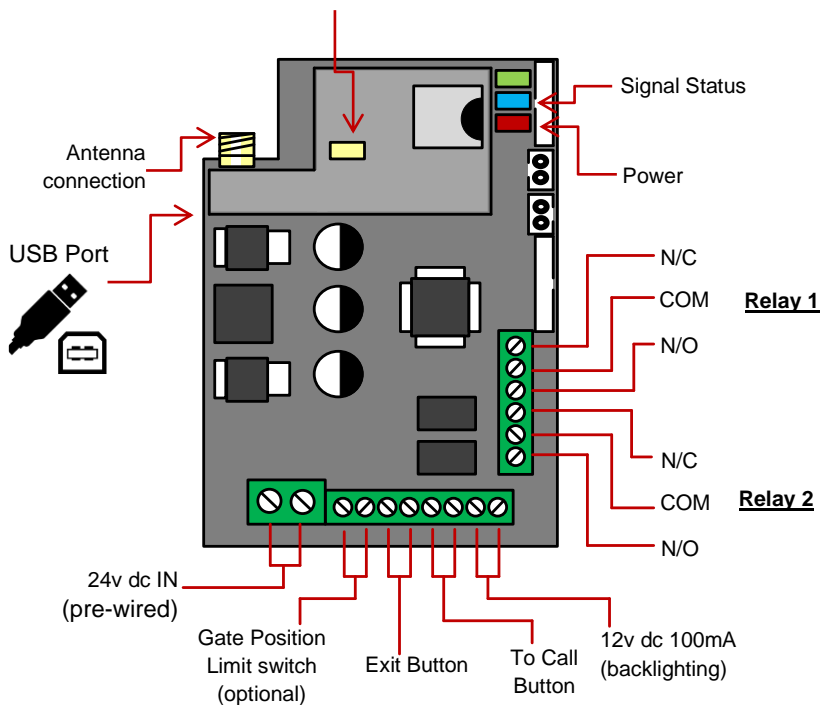 Signal Status
Antenna
connection
Power
USB Port
N/C
COM
Relay 1
N/O
N/C
COM
Relay 2
N/O
24v dc IN
(pre-wired)
Gate Position
Limit switch
(optional)
Exit Button
To Call
Button
12v dc 100mA
(backlighting)